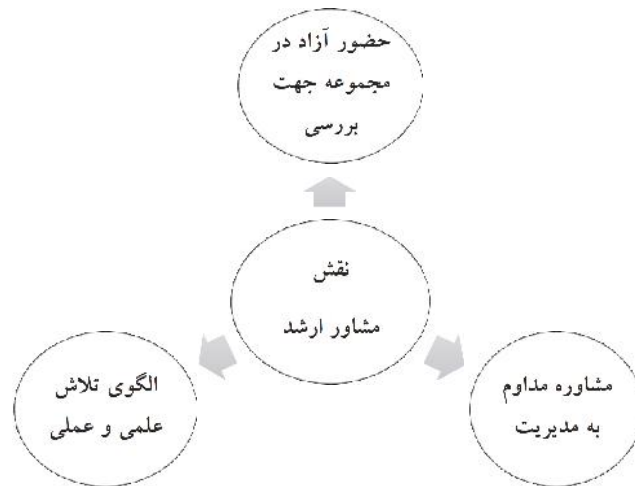 حضور آزاد در
مجموعه جهت
بررسی
نقش
مشاور ارشد
مشاوره مداوم
به مدیریت
الگوی تلاش
علمی و عملی